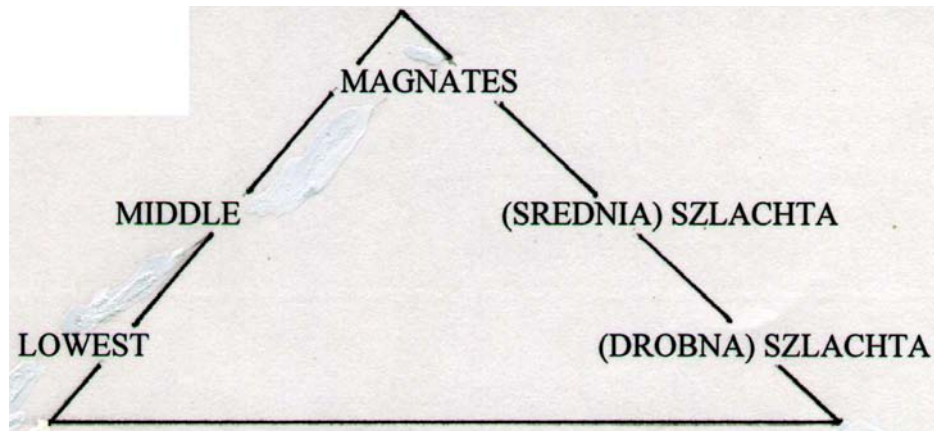 MAGNATES
MIDDLE (SREDNIA) SZLACHTA
LOWEST (DROBNA) SZLACHTA